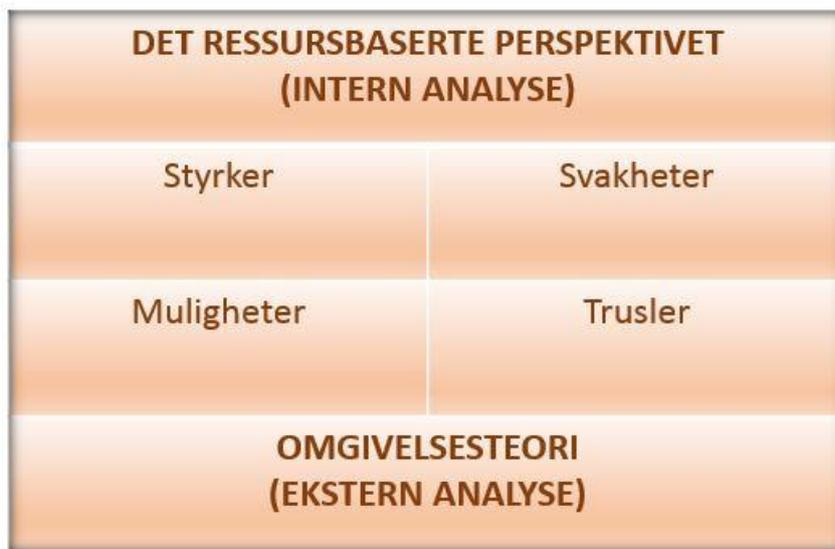 DET RESSURSBASERTE PERSPEKTIVET
(INTERN ANALYSE)
Styrker
Svakheter
Muligheter
Trusler
OMGIVELSESTEORI
(EKSTERN ANALYSE)